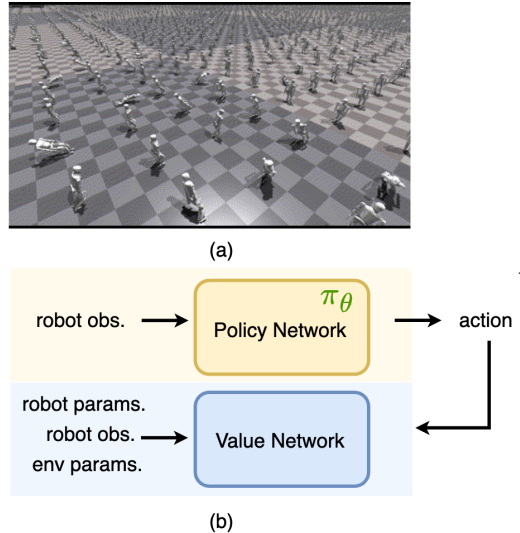 (a)
robot obs.
Policy Network
πθ
action
robot params.
robot obs.
env params.
Value Network
(b)